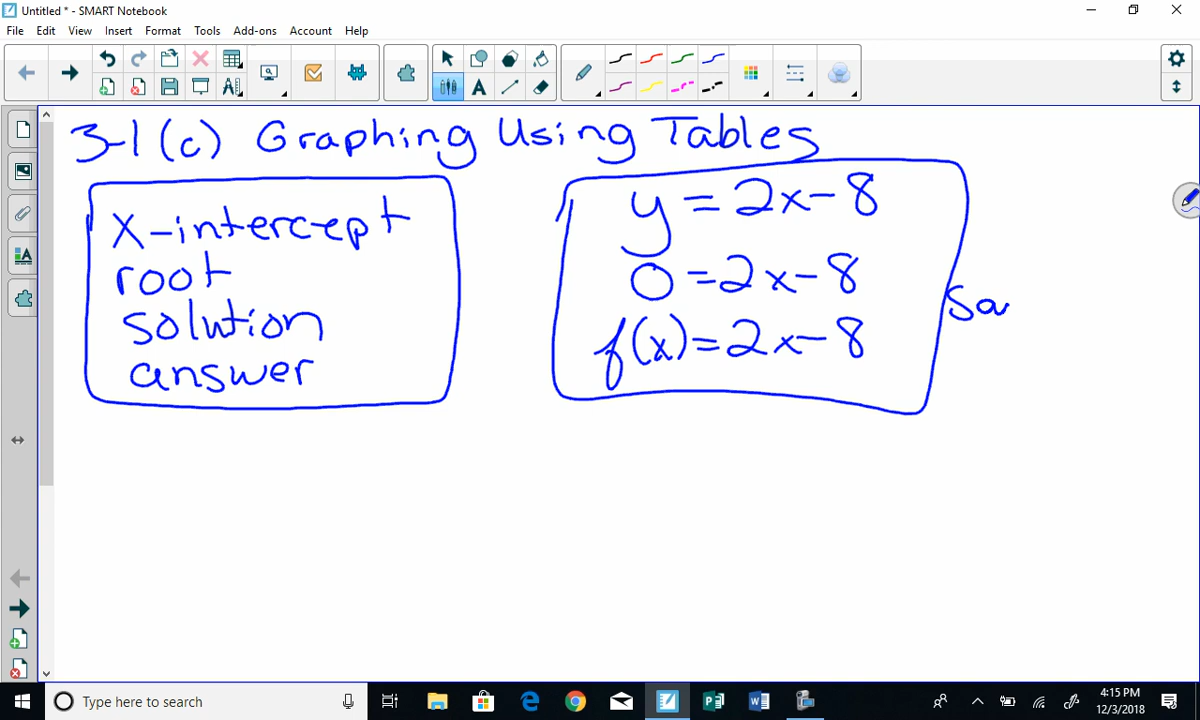 Untitled * - SMART Notebook
File Edit View Insert Format Tools Add-ons Account Help
3-1 (c) Graphing Using Tables
x-intercept
root
solution
answer
y = 2x-8
0 = 2x-8
f(x) = 2x-8
Sa
Type here to search
4:15 PM
12/3/2018